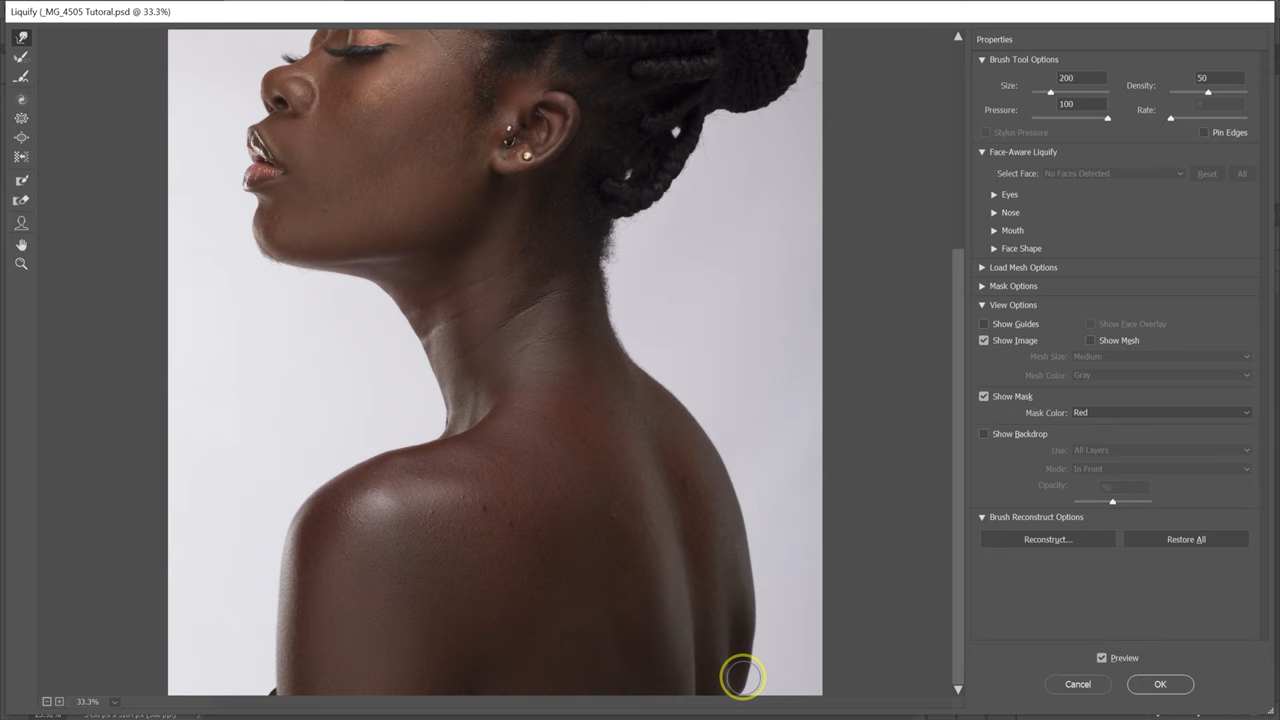 Liquify (_MG_4505 Tutoral.psd @ 33.3%)
Properties
Brush Tool Options
Size: 200 Density: 50
Pressure: 100 Rate:
Stylus Pressure Pin Edges
Face-Aware Liquify
Select Face: No Faces Detected Reset All
Eyes
Nose
Mouth
Face Shape
Load Mesh Options
Mask Options
View Options
Show Guides Show Face Overlay
Show Image Show Mesh
Mesh Size: Medium
Mesh Color: Gray
Show Mask
Mask Color: Red
Show Backdrop
Use: All Layers
Mode: In Front
Opacity: 50
Brush Reconstruct Options
Reconstruct... Restore All
Preview
Cancel OK
33.3%